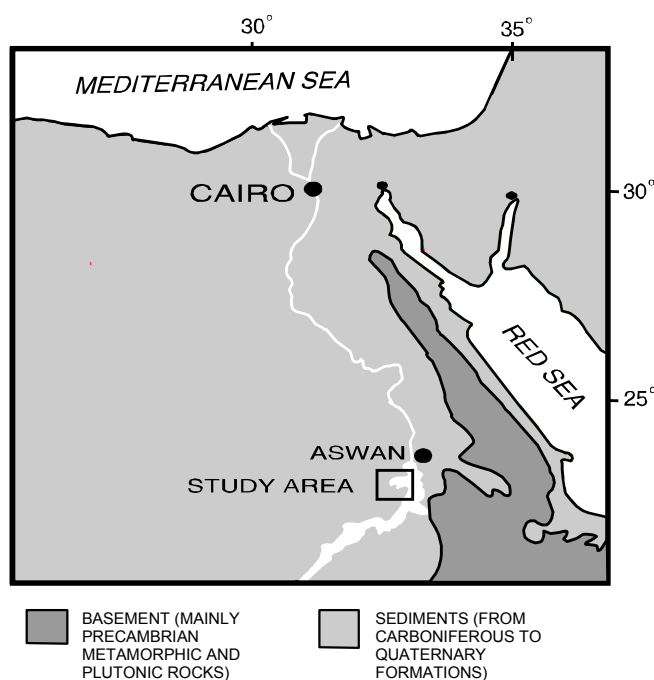 30° 35°
MEDITERRANEAN SEA
CAIRO
30°
RED SEA
25°
ASWAN
STUDY AREA
BASEMENT (MAINLY
PRECAMBRIAN
METAMORPHIC AND
PLUTONIC ROCKS)
SEDIMENTS (FROM
CARBONIFEROUS TO
QUATERNARY
FORMATIONS)